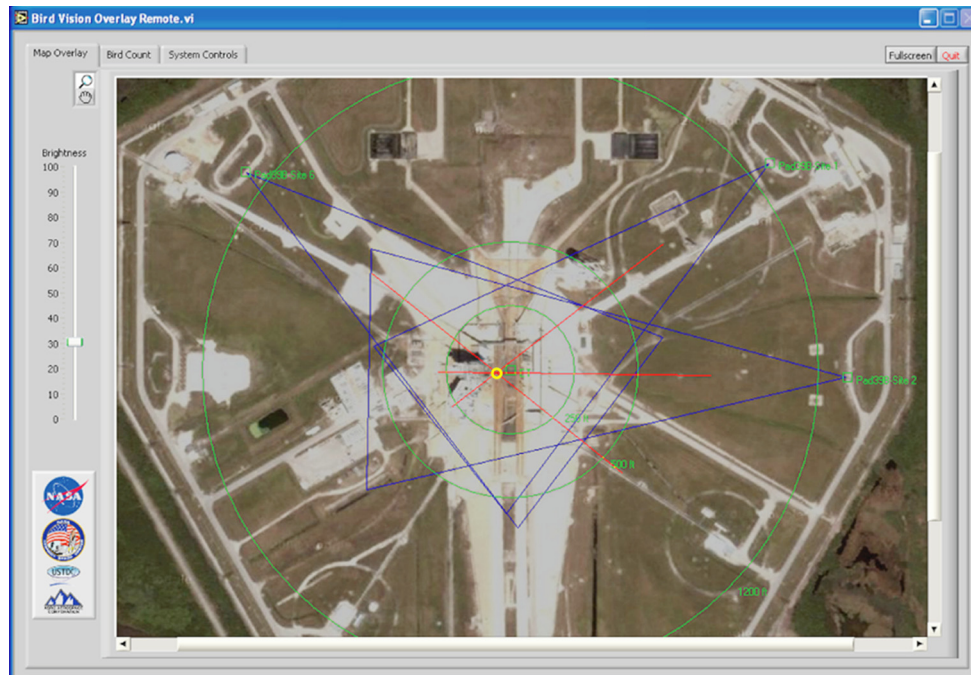 Bird Vision Overlay Remote.vi
Map Overlay
Bird Count
System Controls
Fullscreen
Quit
Brightness
100
90
80
70
60
50
40
30
20
10
0
Pad39B Site 6
Pad39B Site 1
Pad39B Site 2
250 ft
500 ft
1200 ft
NASA
USTDC